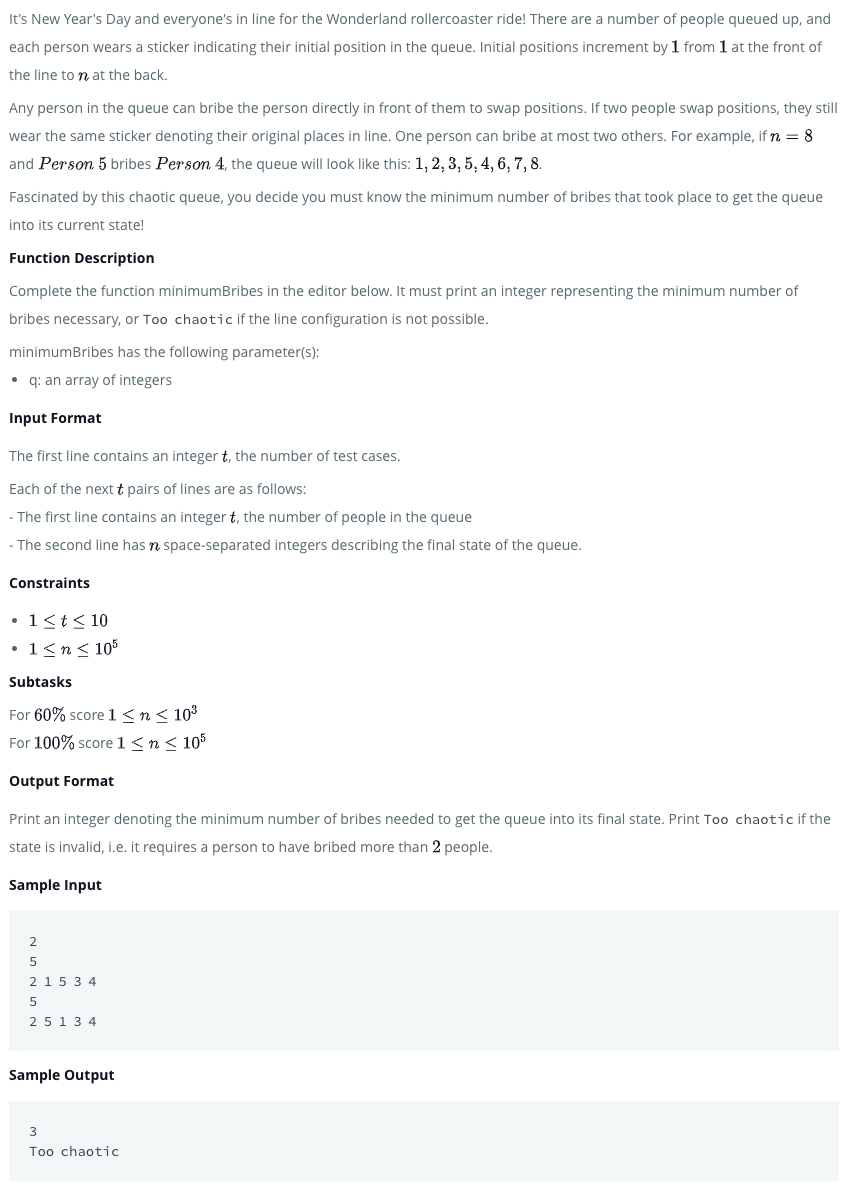 It's New Year's Day and everyone's in line for the Wonderland rollercoaster ride! There are a number of people queued up, and
each person wears a sticker indicating their initial position in the queue. Initial positions increment by 1 from 1 at the front of
the line to n at the back.
Any person in the queue can bribe the person directly in front of them to swap positions. If two people swap positions, they still
wear the same sticker denoting their original places in line. One person can bribe at most two others. For example, if n = 8
and Person 5 bribes Person 4, the queue will look like this: 1, 2, 3, 5, 4, 6, 7, 8.
Fascinated by this chaotic queue, you decide you must know the minimum number of bribes that took place to get the queue
into its current state!
Function Description
Complete the function minimumBribes in the editor below. It must print an integer representing the minimum number of
bribes necessary, or Too chaotic if the line configuration is not possible.
minimumBribes has the following parameter(s):
• q: an array of integers
Input Format
The first line contains an integer t, the number of test cases.
Each of the next t pairs of lines are as follows:
- The first line contains an integer t, the number of people in the queue
- The second line has n space-separated integers describing the final state of the queue.
Constraints
• 1 ≤ t ≤ 10
• 1 ≤ n ≤ 10⁵
Subtasks
For 60% score 1 ≤ n ≤ 10³
For 100% score 1 ≤ n ≤ 10⁵
Output Format
Print an integer denoting the minimum number of bribes needed to get the queue into its final state. Print Too chaotic if the
state is invalid, i.e. it requires a person to have bribed more than 2 people.
Sample Input
2
5
2 1 5 3 4
5
2 5 1 3 4
Sample Output
3
Too chaotic